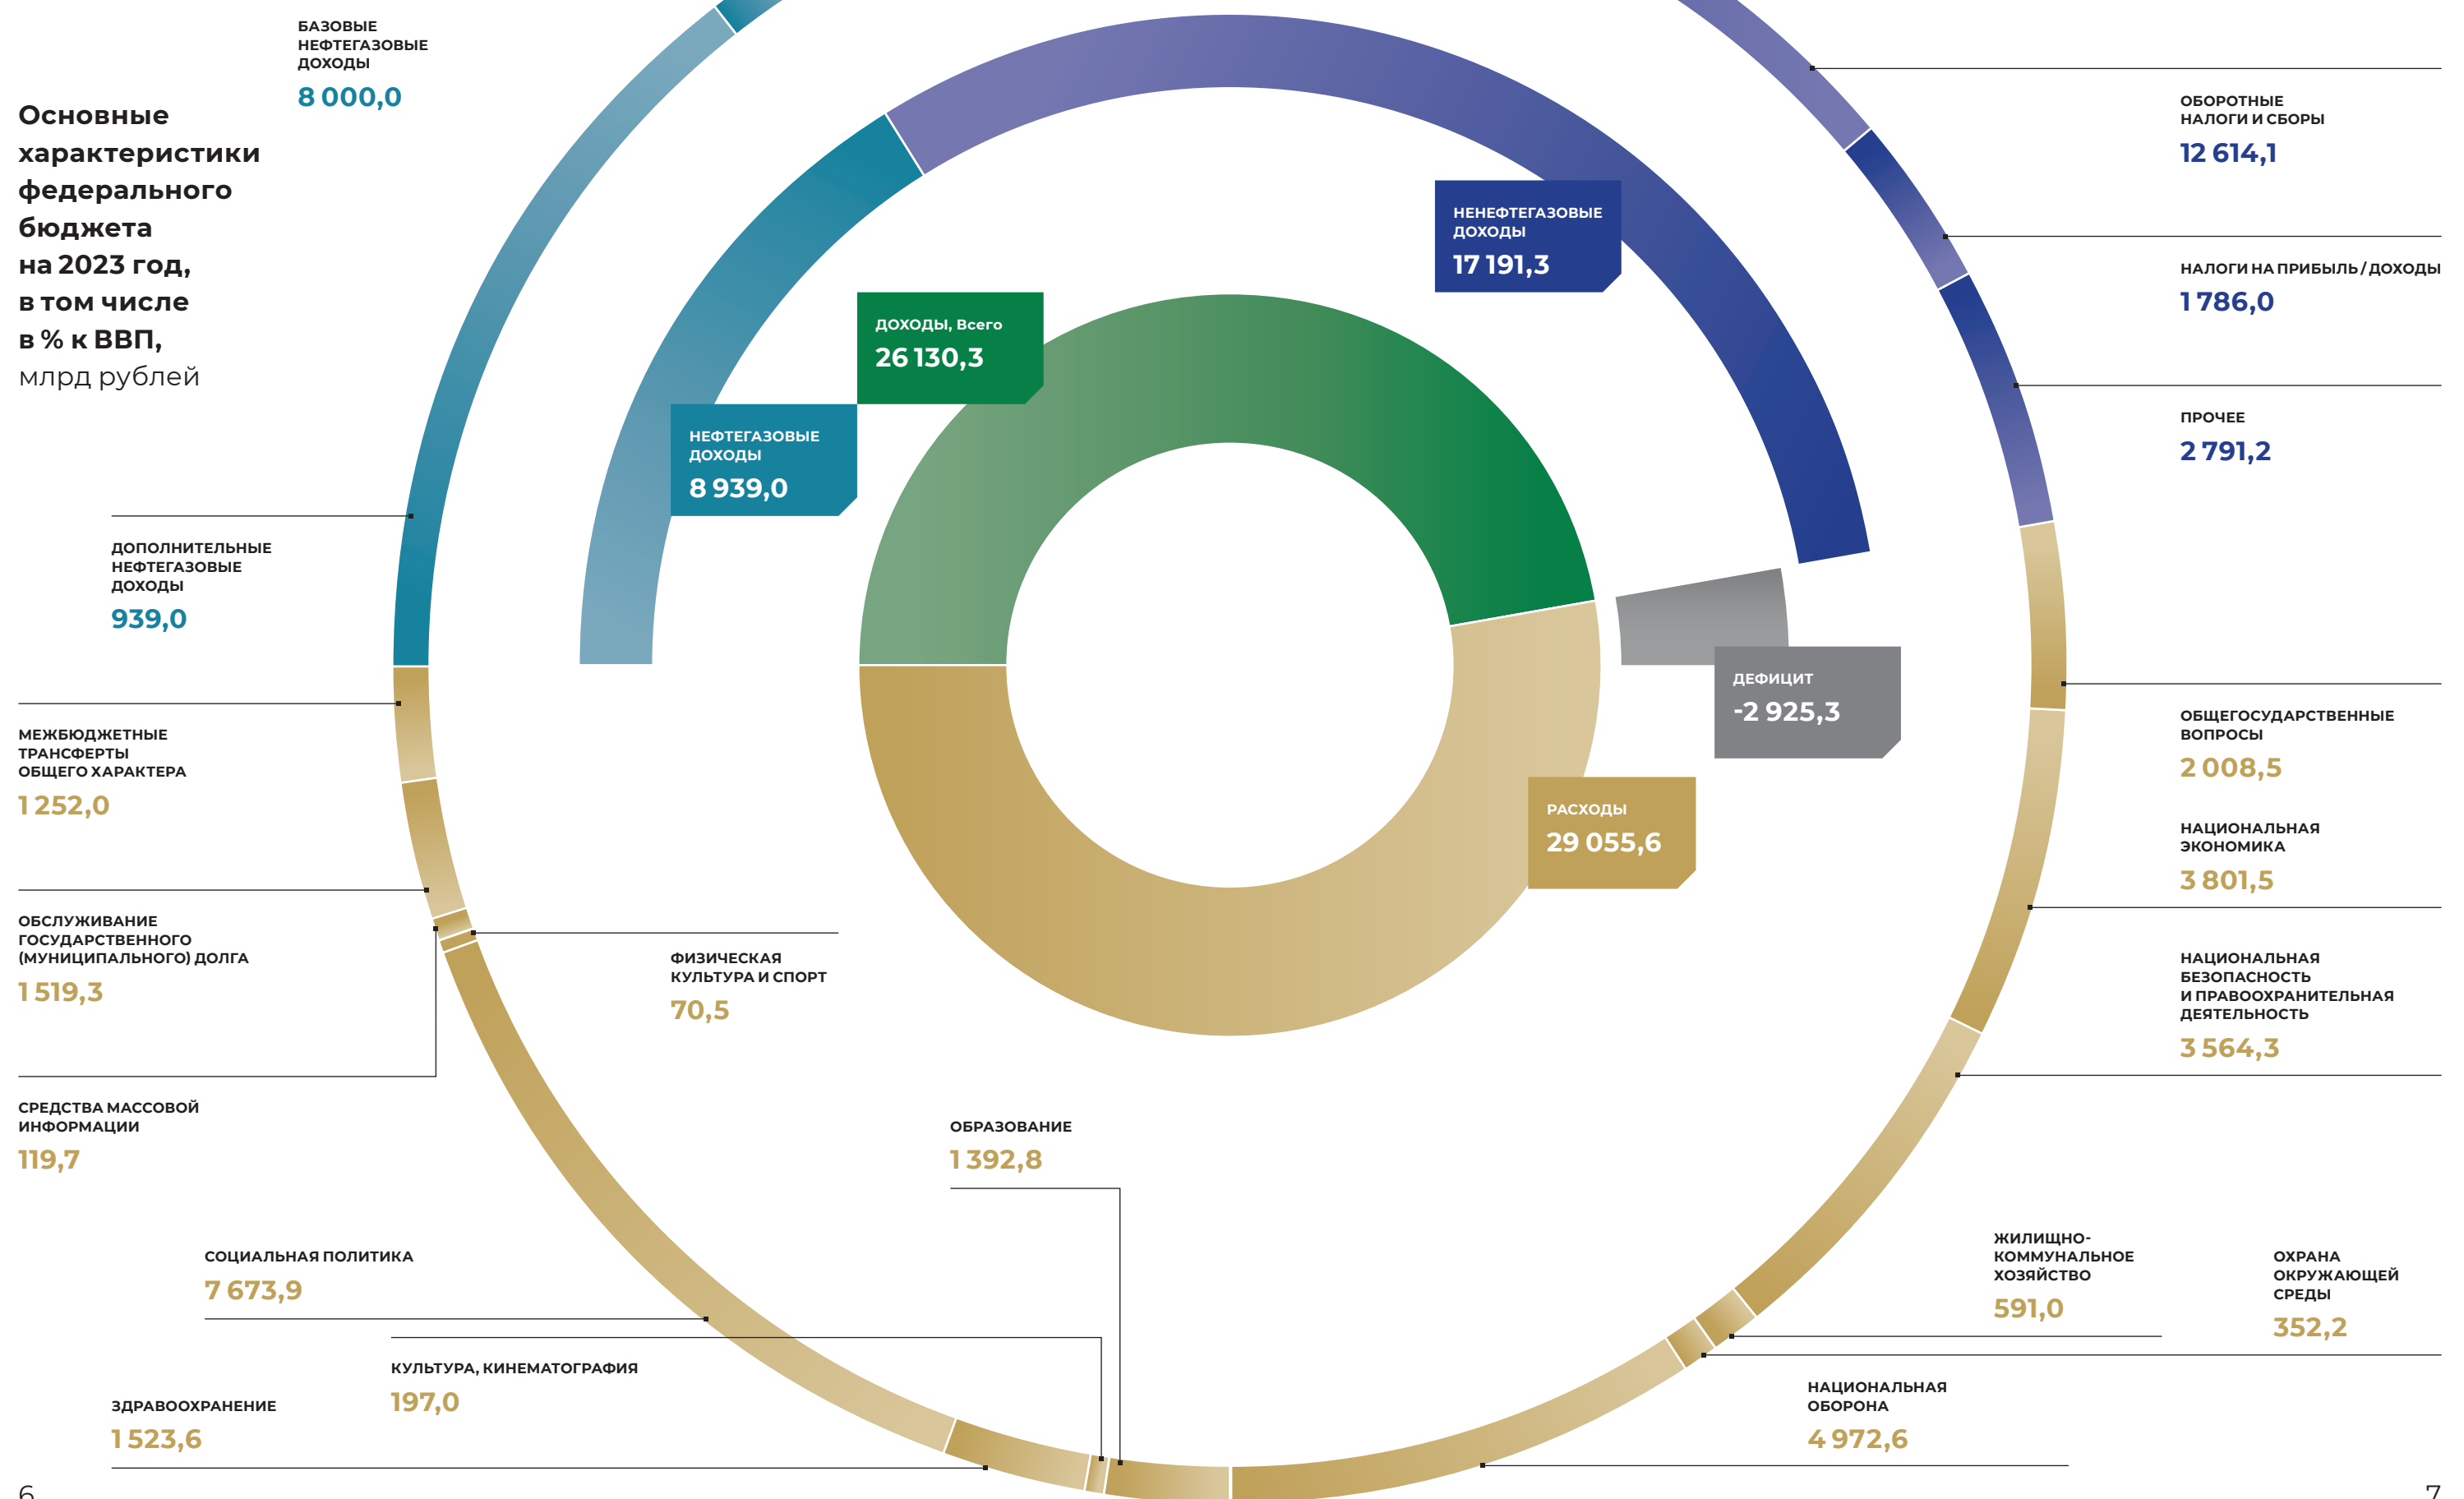 БАЗОВЫЕ
НЕФТЕГАЗОВЫЕ
ДОХОДЫ
8 000,0
Основные
характеристики
федерального
бюджета
на 2023 год,
в том числе
в % к ВВП,
млрд рублей
ДОПОЛНИТЕЛЬНЫЕ
НЕФТЕГАЗОВЫЕ
ДОХОДЫ
939,0
МЕЖБЮДЖЕТНЫЕ
ТРАНСФЕРТЫ
ОБЩЕГО ХАРАКТЕРА
1 252,0
ОБСЛУЖИВАНИЕ
ГОСУДАРСТВЕННОГО
(МУНИЦИПАЛЬНОГО) ДОЛГА
1 519,3
СРЕДСТВА МАССОВОЙ
ИНФОРМАЦИИ
119,7
СОЦИАЛЬНАЯ ПОЛИТИКА
7 673,9
КУЛЬТУРА, КИНЕМАТОГРАФИЯ
197,0
ЗДРАВООХРАНЕНИЕ
1 523,6
6
НЕНЕФТЕГАЗОВЫЕ
ДОХОДЫ
17 191,3
ДОХОДЫ, Всего
26 130,3
НЕФТЕГАЗОВЫЕ
ДОХОДЫ
8 939,0
ДЕФИЦИТ
-2 925,3
РАСХОДЫ
29 055,6
ФИЗИЧЕСКАЯ
КУЛЬТУРА И СПОРТ
70,5
ОБРАЗОВАНИЕ
1 392,8
ОБОРОТНЫЕ
НАЛОГИ И СБОРЫ
12 614,1
НАЛОГИ НА ПРИБЫЛЬ / ДОХОДЫ
1 786,0
ПРОЧЕЕ
2 791,2
ОБЩЕГОСУДАРСТВЕННЫЕ
ВОПРОСЫ
2 008,5
НАЦИОНАЛЬНАЯ
ЭКОНОМИКА
3 801,5
НАЦИОНАЛЬНАЯ
БЕЗОПАСНОСТЬ
И ПРАВООХРАНИТЕЛЬНАЯ
ДЕЯТЕЛЬНОСТЬ
3 564,3
ЖИЛИЩНО-
КОММУНАЛЬНОЕ
ХОЗЯЙСТВО
591,0
ОХРАНА
ОКРУЖАЮЩЕЙ
СРЕДЫ
352,2
НАЦИОНАЛЬНАЯ
ОБОРОНА
4 972,6
7